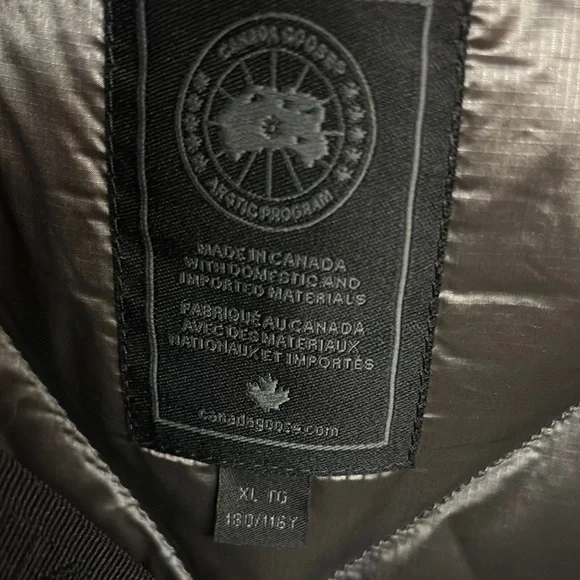 CANADA GOOSE
ARCTIC PROGRAM
MADE IN CANADA
WITH DOMESTIC AND
IMPORTED MATERIALS
FABRIQUÉ AU CANADA
AVEC DES MATERIAUX
NATIONAUX ET IMPORTÉS
canadagoose.com
XL TG
180/116Y